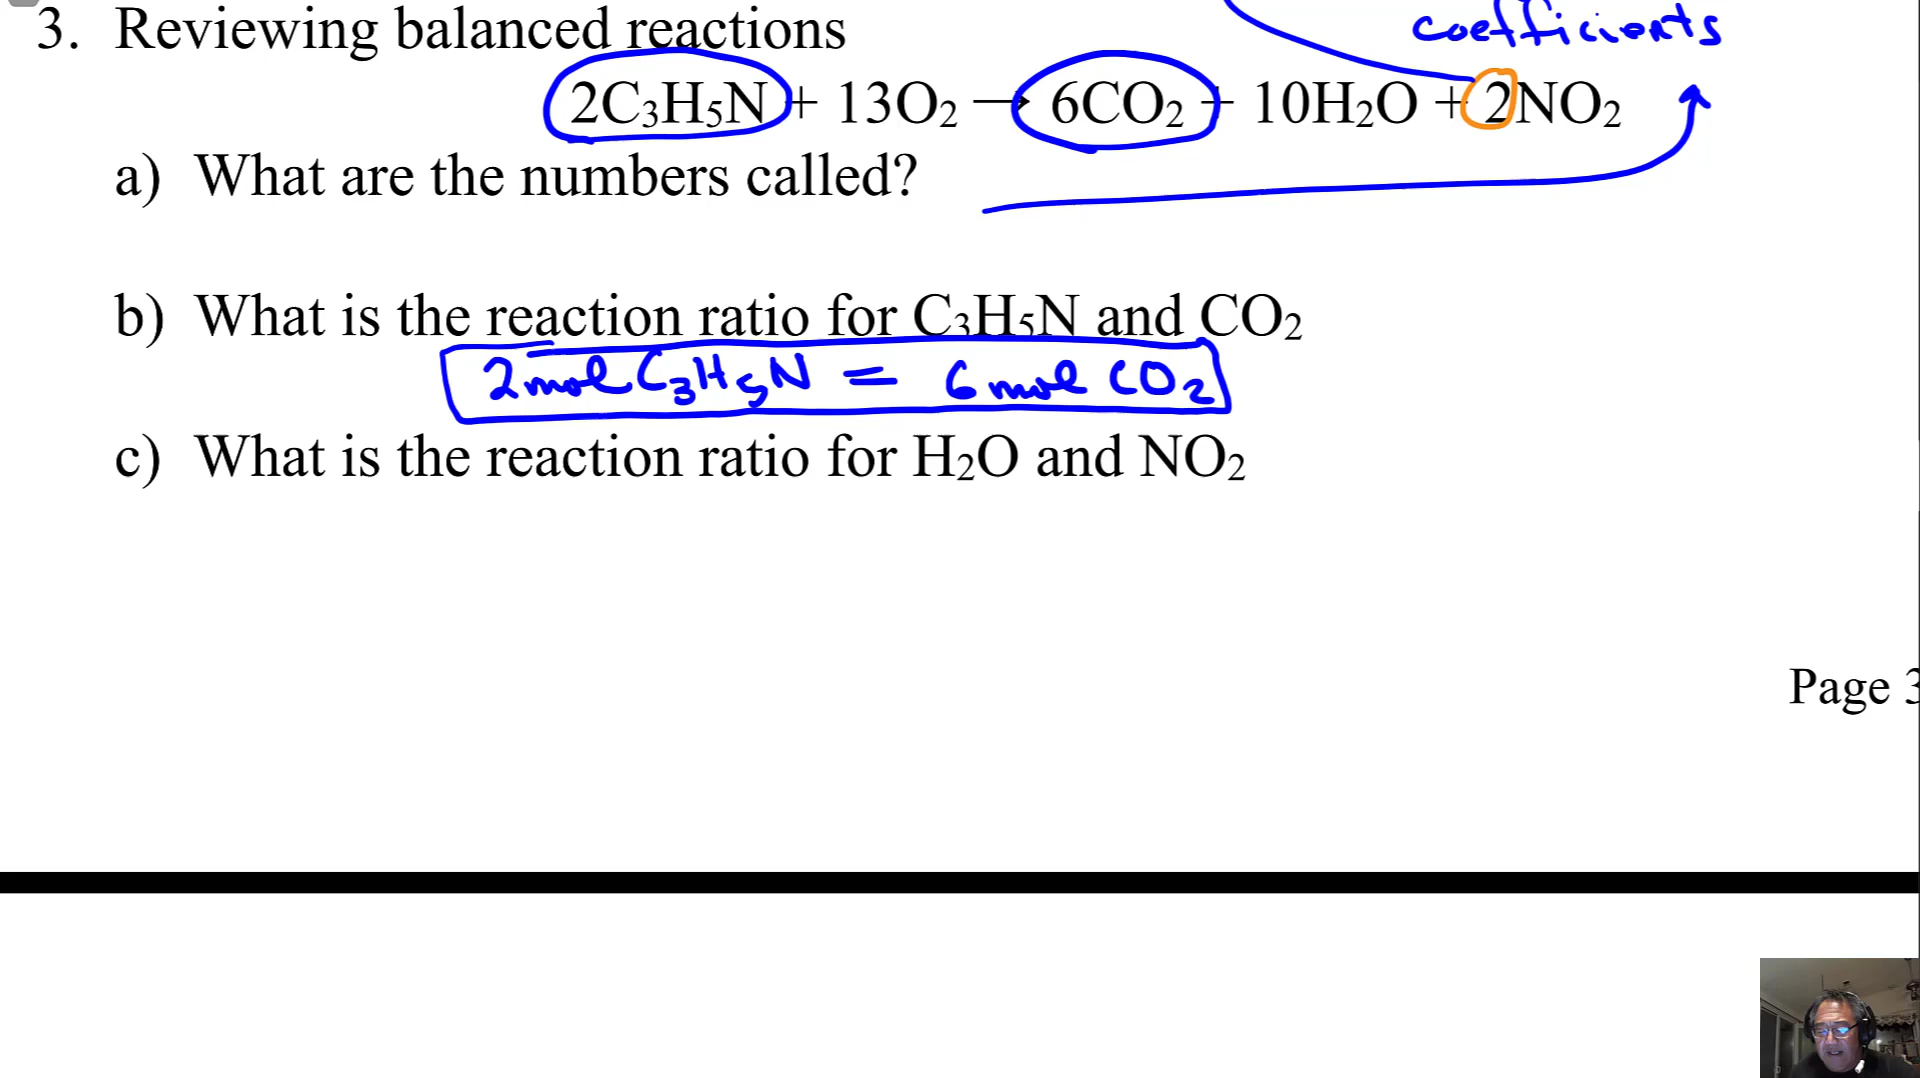 coefficients
3. Reviewing balanced reactions
2C₃H₅N + 13O₂ → 6CO₂ + 10H₂O + 2NO₂
a) What are the numbers called?
b) What is the reaction ratio for C₃H₅N and CO₂
2 mol C₃H₅N = 6 mol CO₂
c) What is the reaction ratio for H₂O and NO₂
Page 3